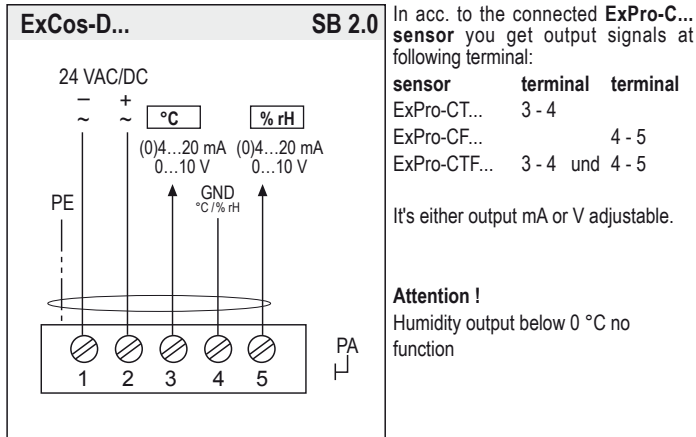 ExCos-D... SB 2.0
24 VAC/DC
– +
~ ~
°C % rH
(0)4…20 mA (0)4…20 mA
0…10 V 0…10 V
GND
°C / % rH
PE
PA
1 2 3 4 5
In acc. to the connected ExPro-C...
sensor you get output signals at
following terminal:
sensor terminal terminal
ExPro-CT... 3 - 4
ExPro-CF... 4 - 5
ExPro-CTF... 3 - 4 und 4 - 5
It's either output mA or V adjustable.
Attention !
Humidity output below 0 °C no
function